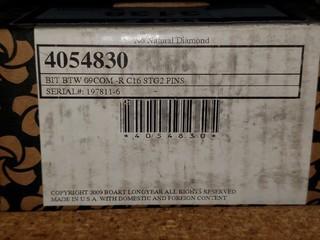 No Natural Diamond
4054830
BIT BTW 09COM -R C16 STG2 PINS
SERIAL#: 197811-6 -
*4054830*
COPYRIGHT 2009 BOART LONGYEAR ALL RIGHTS RESERVED
MADE IN U.S.A. WITH DOMESTIC AND FOREIGN CONTENT